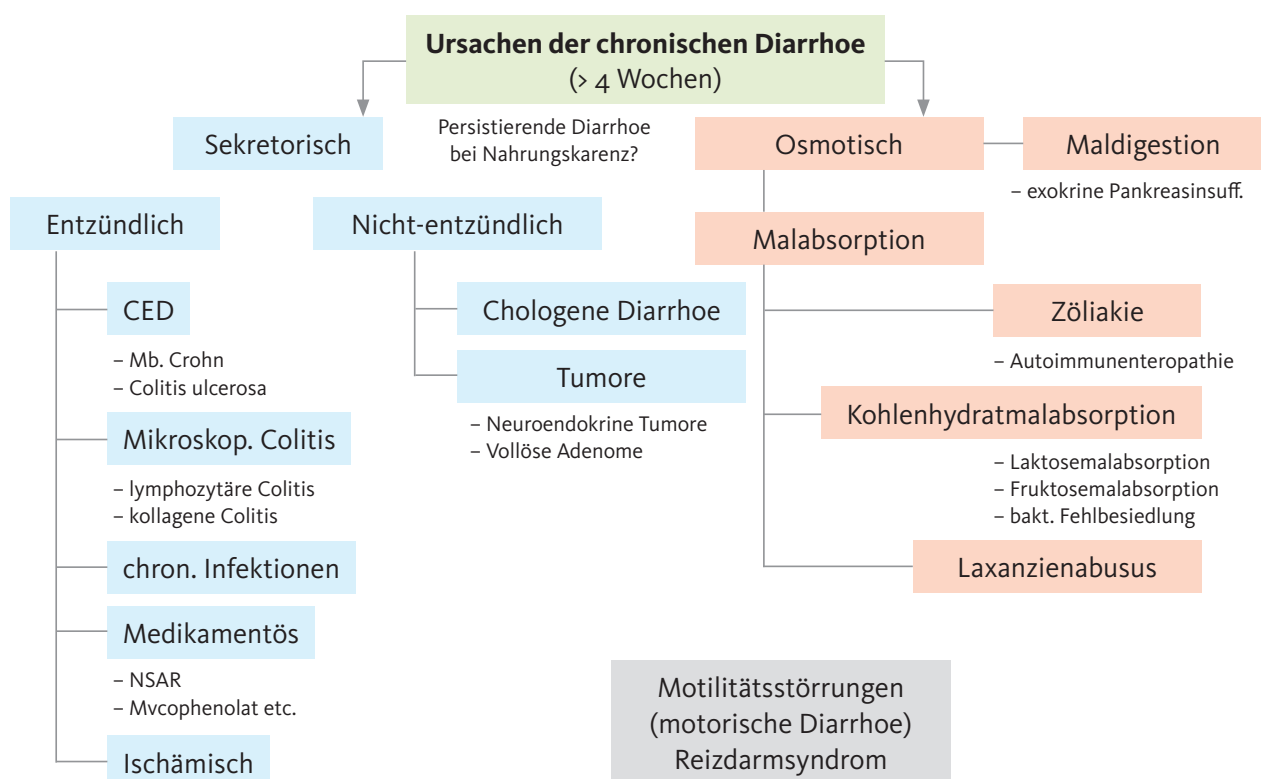 Ursachen der chronischen Diarrhoe
(> 4 Wochen)
Sekretorisch
Persistierende Diarrhoe
bei Nahrungskarenz?
Osmotisch
Maldigestion
– exokrine Pankreasinsuff.
Entzündlich
Nicht-entzündlich
Malabsorption
CED
– Mb. Crohn
– Colitis ulcerosa
Mikroskop. Colitis
– lymphozytäre Colitis
– kollagene Colitis
chron. Infektionen
Medikamentös
– NSAR
– Mvcophenolat etc.
Ischämisch
Chologene Diarrhoe
Tumore
– Neuroendokrine Tumore
– Vollöse Adenome
Zöliakie
– Autoimmunenteropathie
Kohlenhydratmalabsorption
– Laktosemalabsorption
– Fruktosemalabsorption
– bakt. Fehlbesiedlung
Laxanzienabusus
Motilitätsstörrungen
(motorische Diarrhoe)
Reizdarmsyndrom